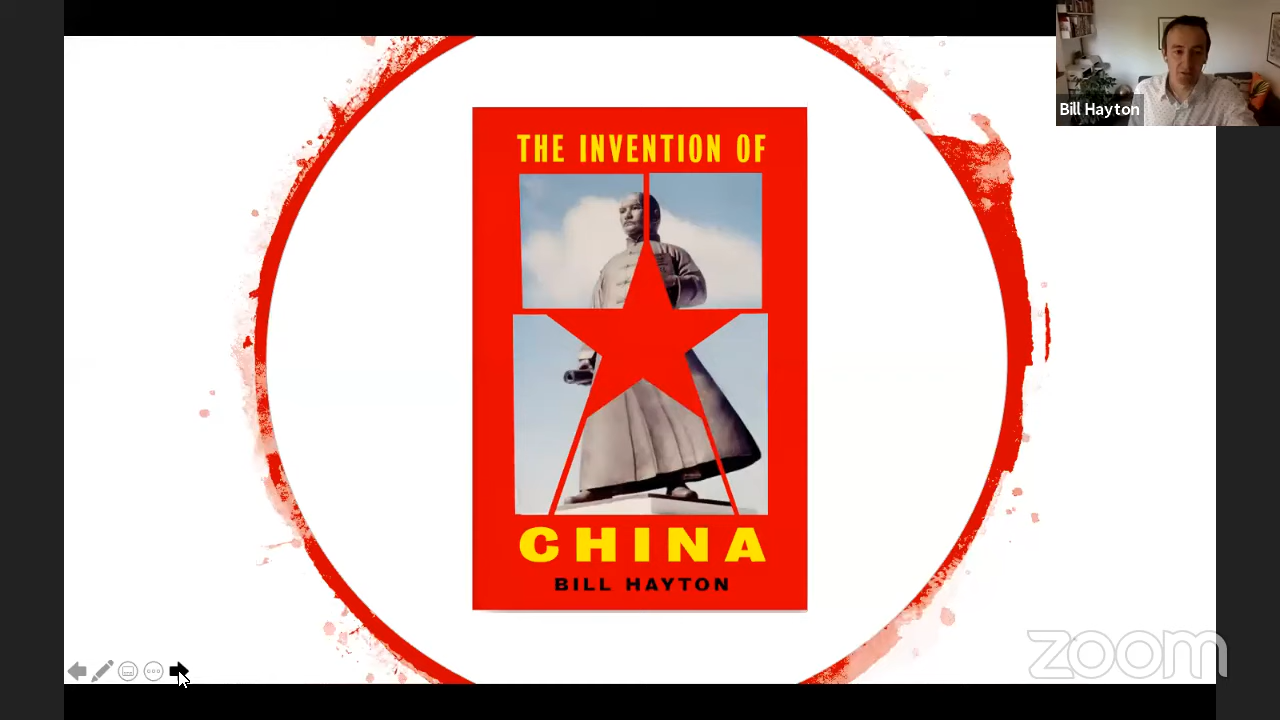 THE INVENTION OF
CHINA
BILL HAYTON
Bill Hayton
zoom